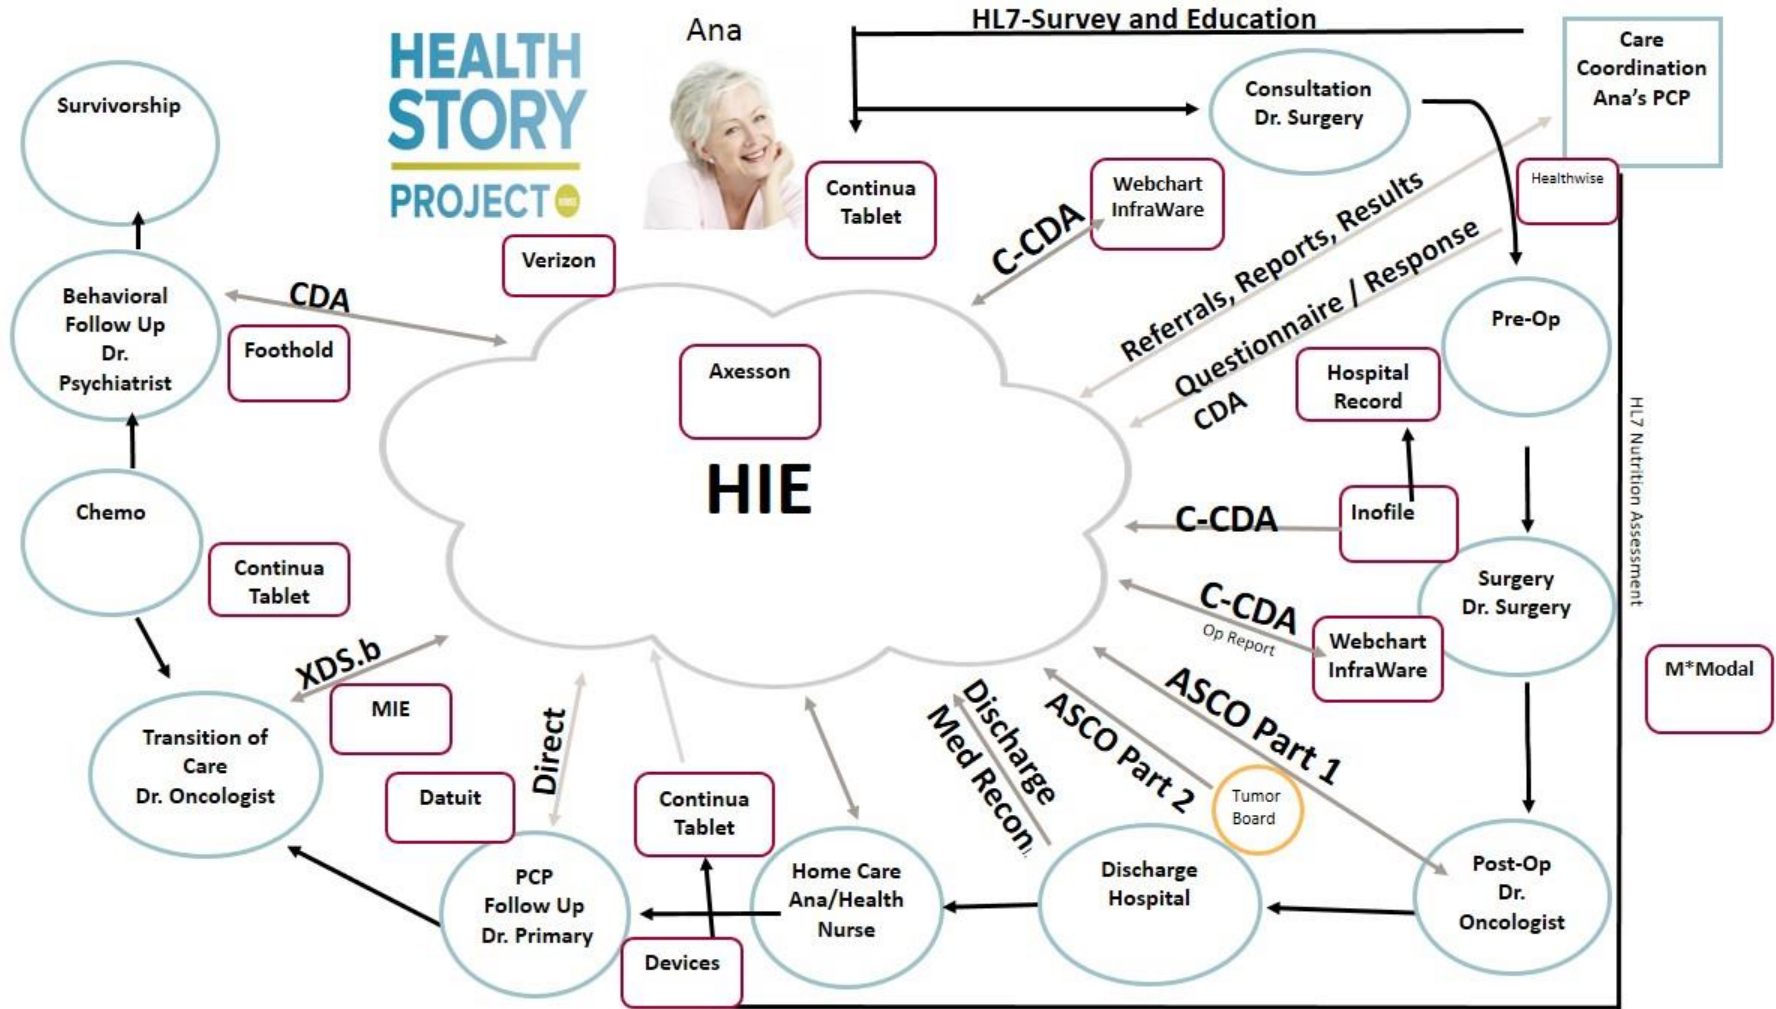 HEALTH
STORY
PROJECT
Ana
HL7-Survey and Education
Care
Coordination
Ana's PCP
Healthwise
Consultation
Dr. Surgery
Continua
Tablet
Webchart
InfraWare
C-CDA
Referrals, Reports, Results
Questionnaire / Response
CDA
Survivorship
Verizon
Behavioral
Follow Up
Dr.
Psychiatrist
CDA
Foothold
Axesson
HIE
Pre-Op
Hospital
Record
HL7 Nutrition Assessment
C-CDA
Inofile
Chemo
Continua
Tablet
Surgery
Dr. Surgery
C-CDA
Op Report
Webchart
InfraWare
M*Modal
XDS.b
MIE
Transition of
Care
Dr. Oncologist
Datuit
Direct
Continua
Tablet
Discharge
Med Recon
ASCO Part 2
ASCO Part 1
Tumor
Board
PCP
Follow Up
Dr. Primary
Devices
Home Care
Ana/Health
Nurse
Discharge
Hospital
Post-Op
Dr.
Oncologist